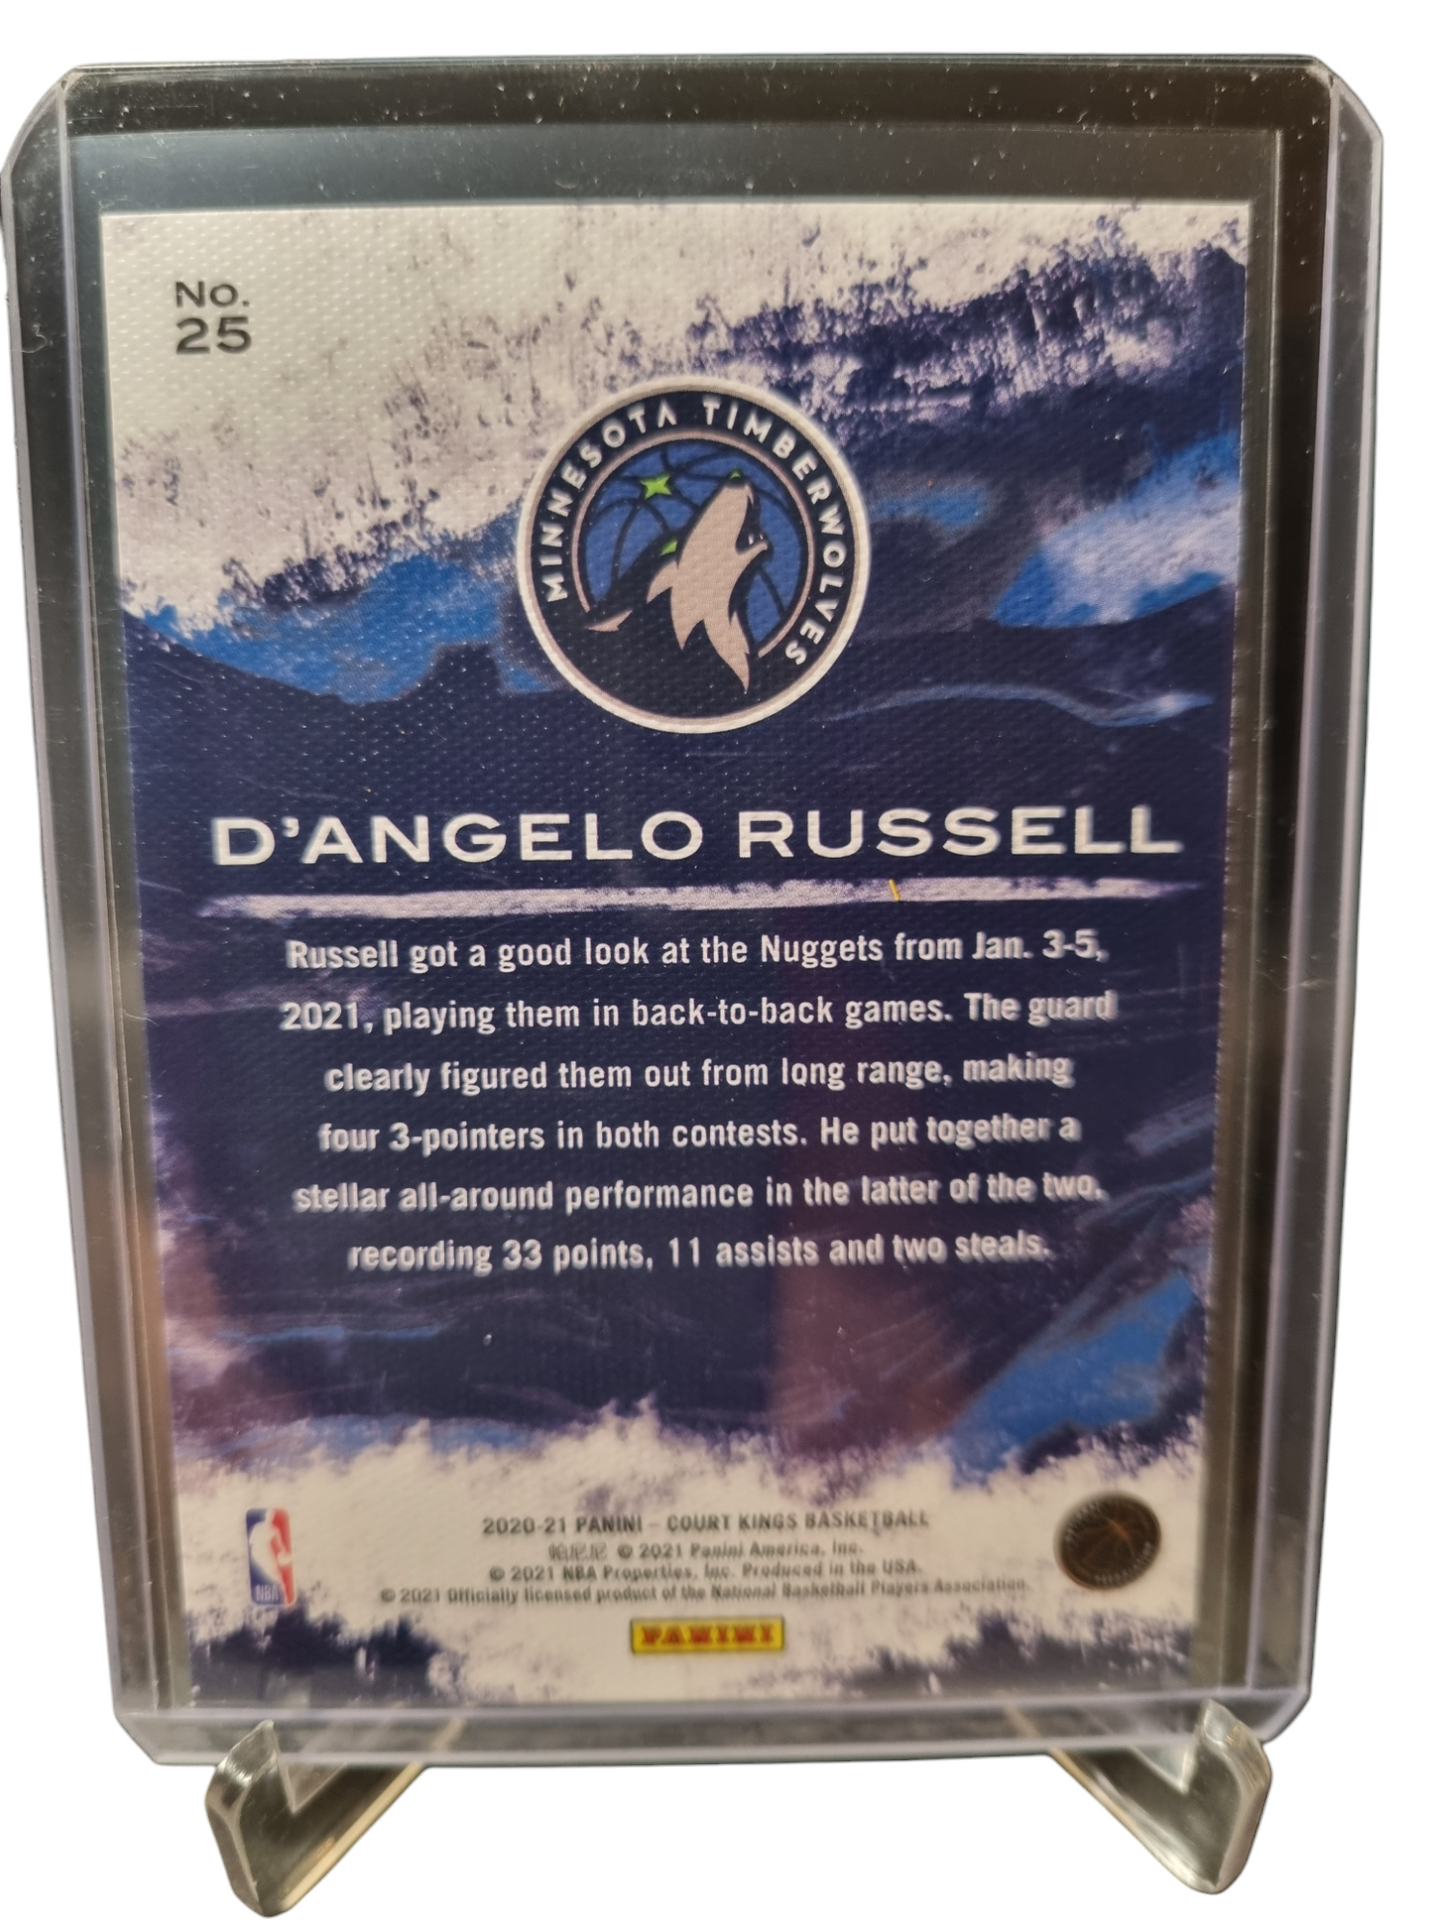 No.
25
MINNESOTA TIMBERWOLVES
D'ANGELO RUSSELL
Russell got a good look at the Nuggets from Jan. 3-5,
2021, playing them in back-to-back games. The guard
clearly figured them out from long range, making
four 3-pointers in both contests. He put together a
stellar all-around performance in the latter of the two,
recording 33 points, 11 assists and two steals.
2020-21 PANINI – COURT KINGS BASKETBALL
帕尼尼 © 2021 Panini America, Inc.
© 2021 NBA Properties, Inc. Produced in the USA.
© 2021 Officially licensed product of the National Basketball Players Association.
NBA
PANINI